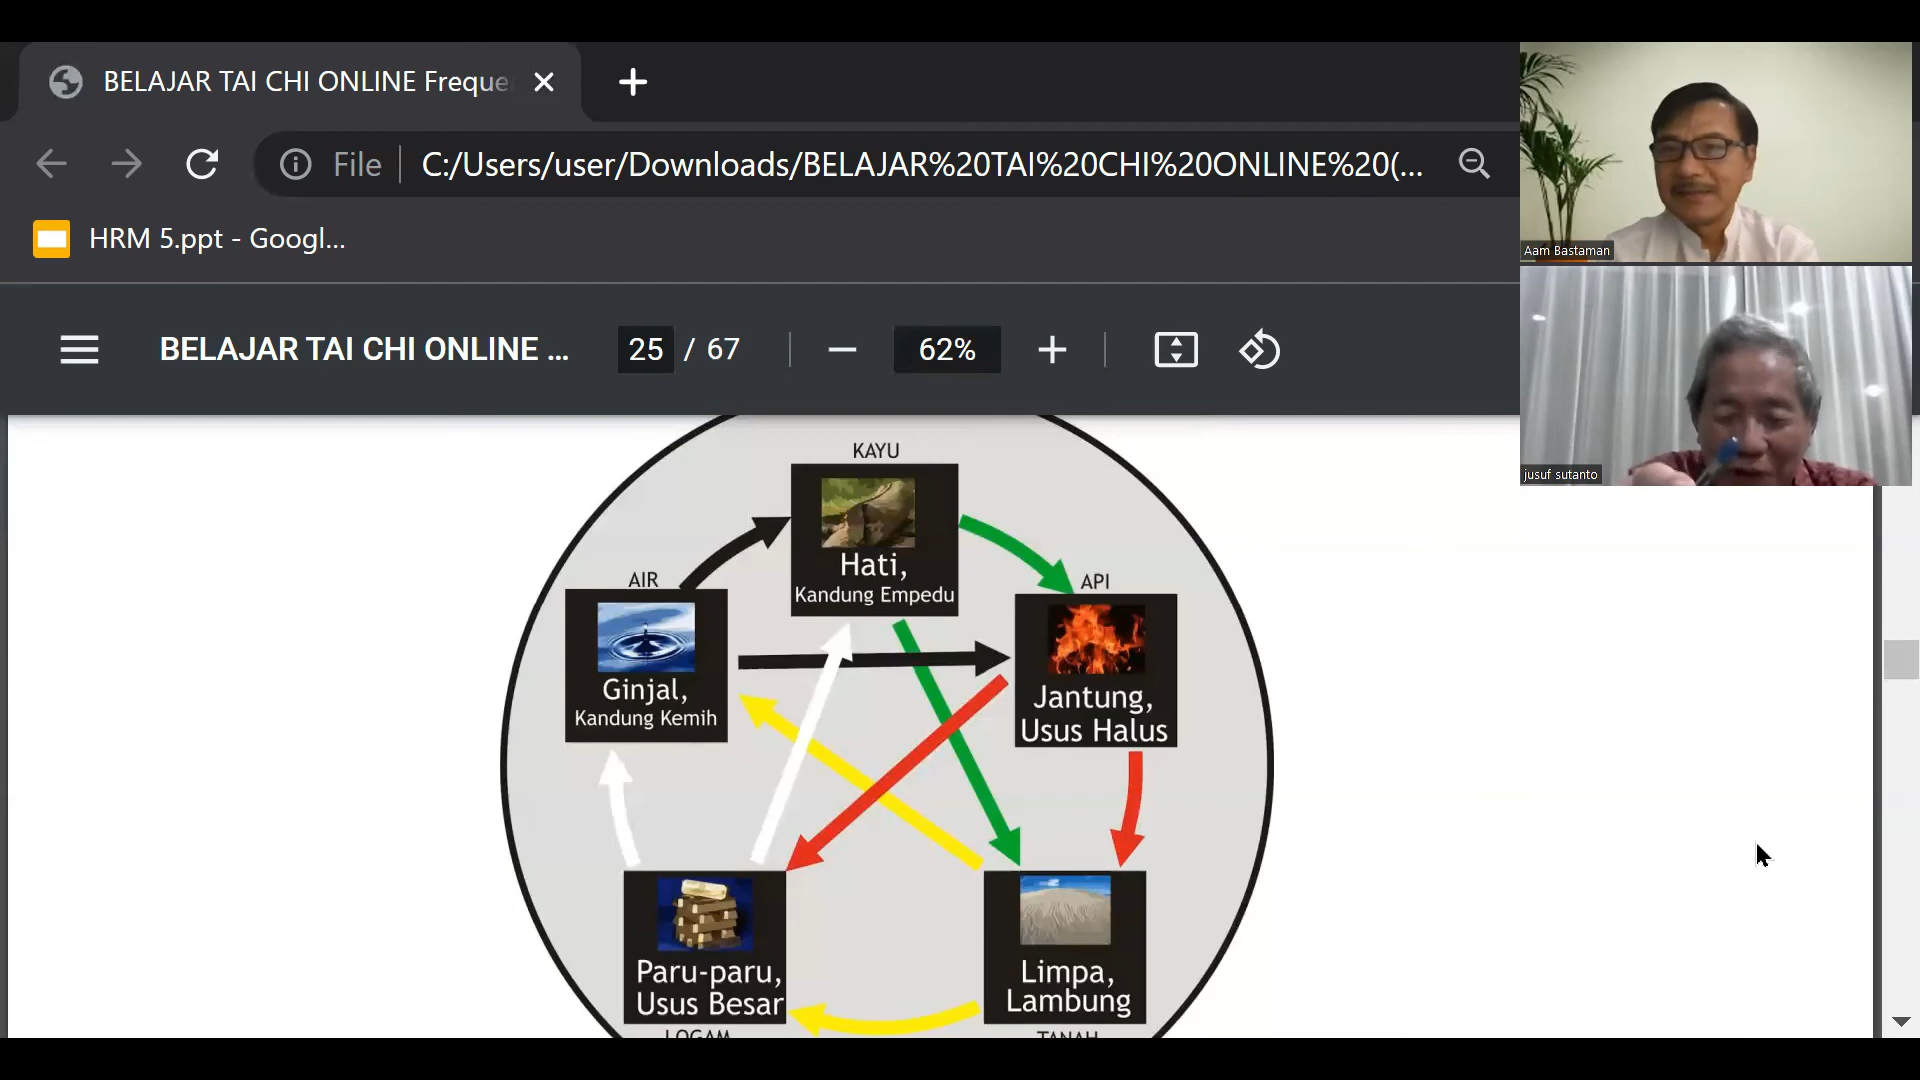 BELAJAR TAI CHI ONLINE Freque
File
C:/Users/user/Downloads/BELAJAR%20TAI%20CHI%20ONLINE%20(...
HRM 5.ppt - Googl...
Aam Bastaman
BELAJAR TAI CHI ONLINE ...
25 / 67
62%
jusuf sutanto
KAYU
Hati,
Kandung Empedu
AIR
Ginjal,
Kandung Kemih
API
Jantung,
Usus Halus
Paru-paru,
Usus Besar
LOGAM
Limpa,
Lambung
TANAH